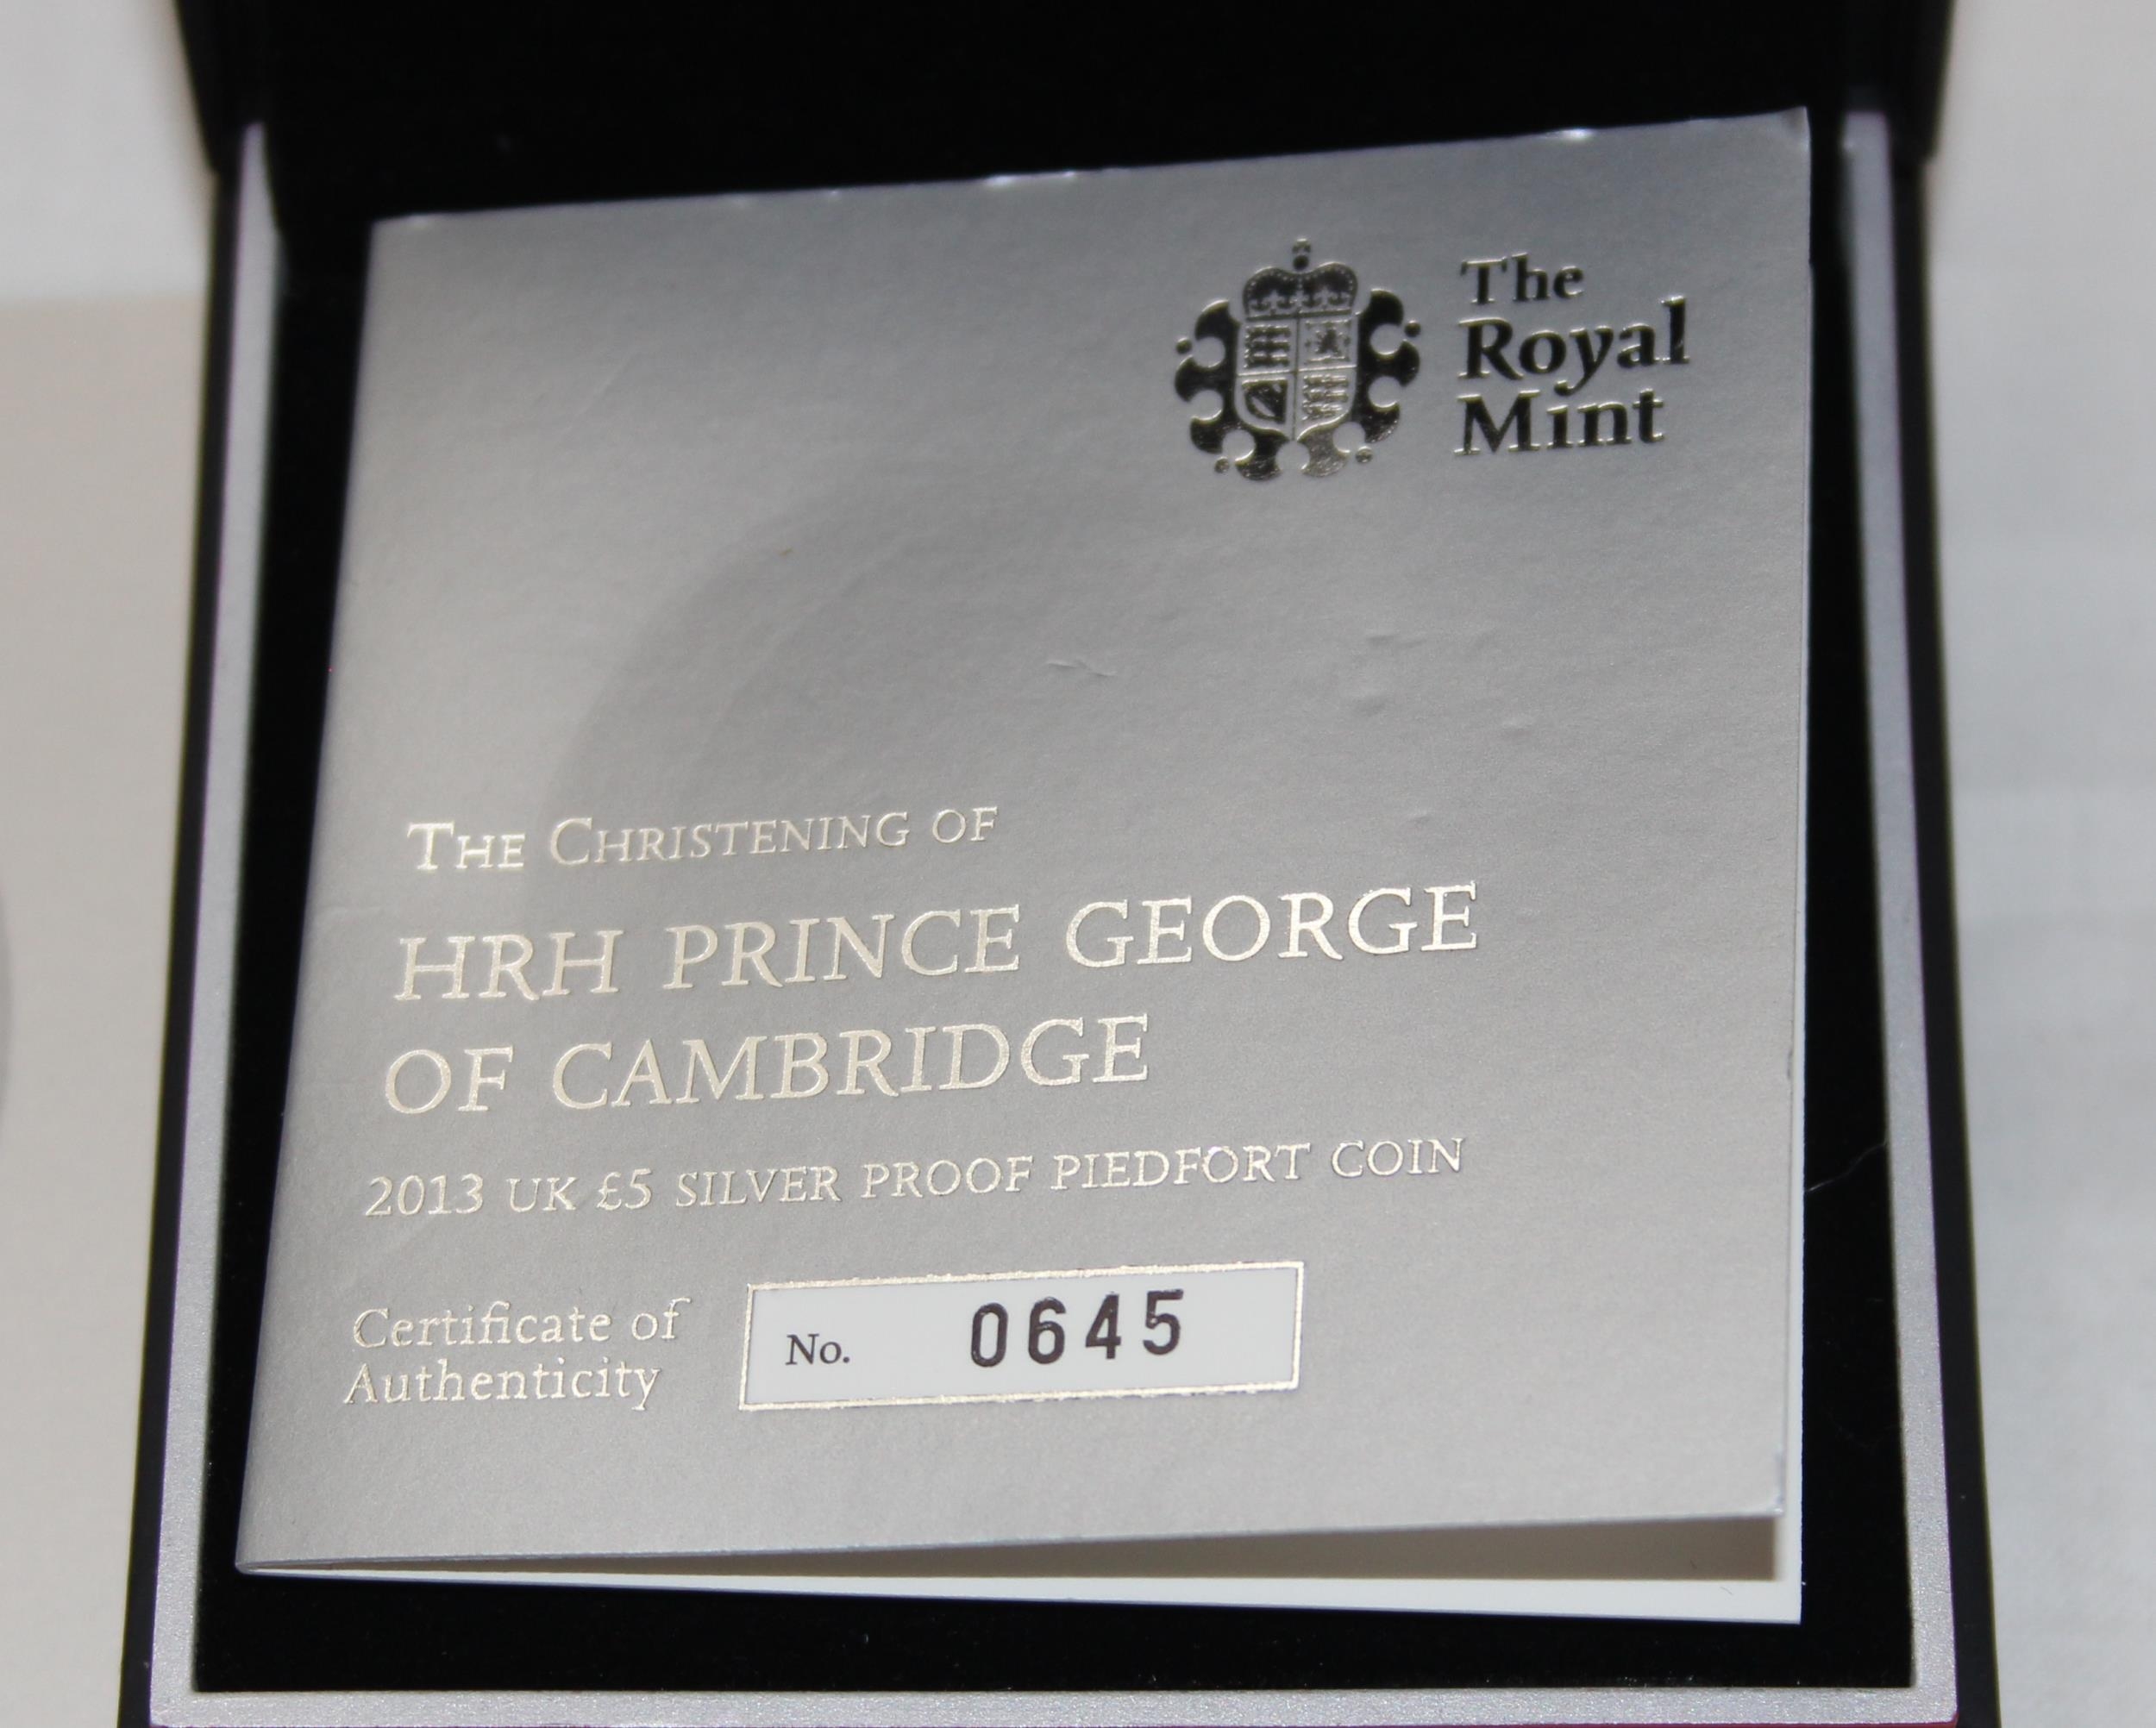 The
Royal
Mint
THE CHRISTENING OF
HRH PRINCE GEORGE
OF CAMBRIDGE
2013 UK £5 SILVER PROOF PIEDFORT COIN
Certificate of
Authenticity
No. 0645